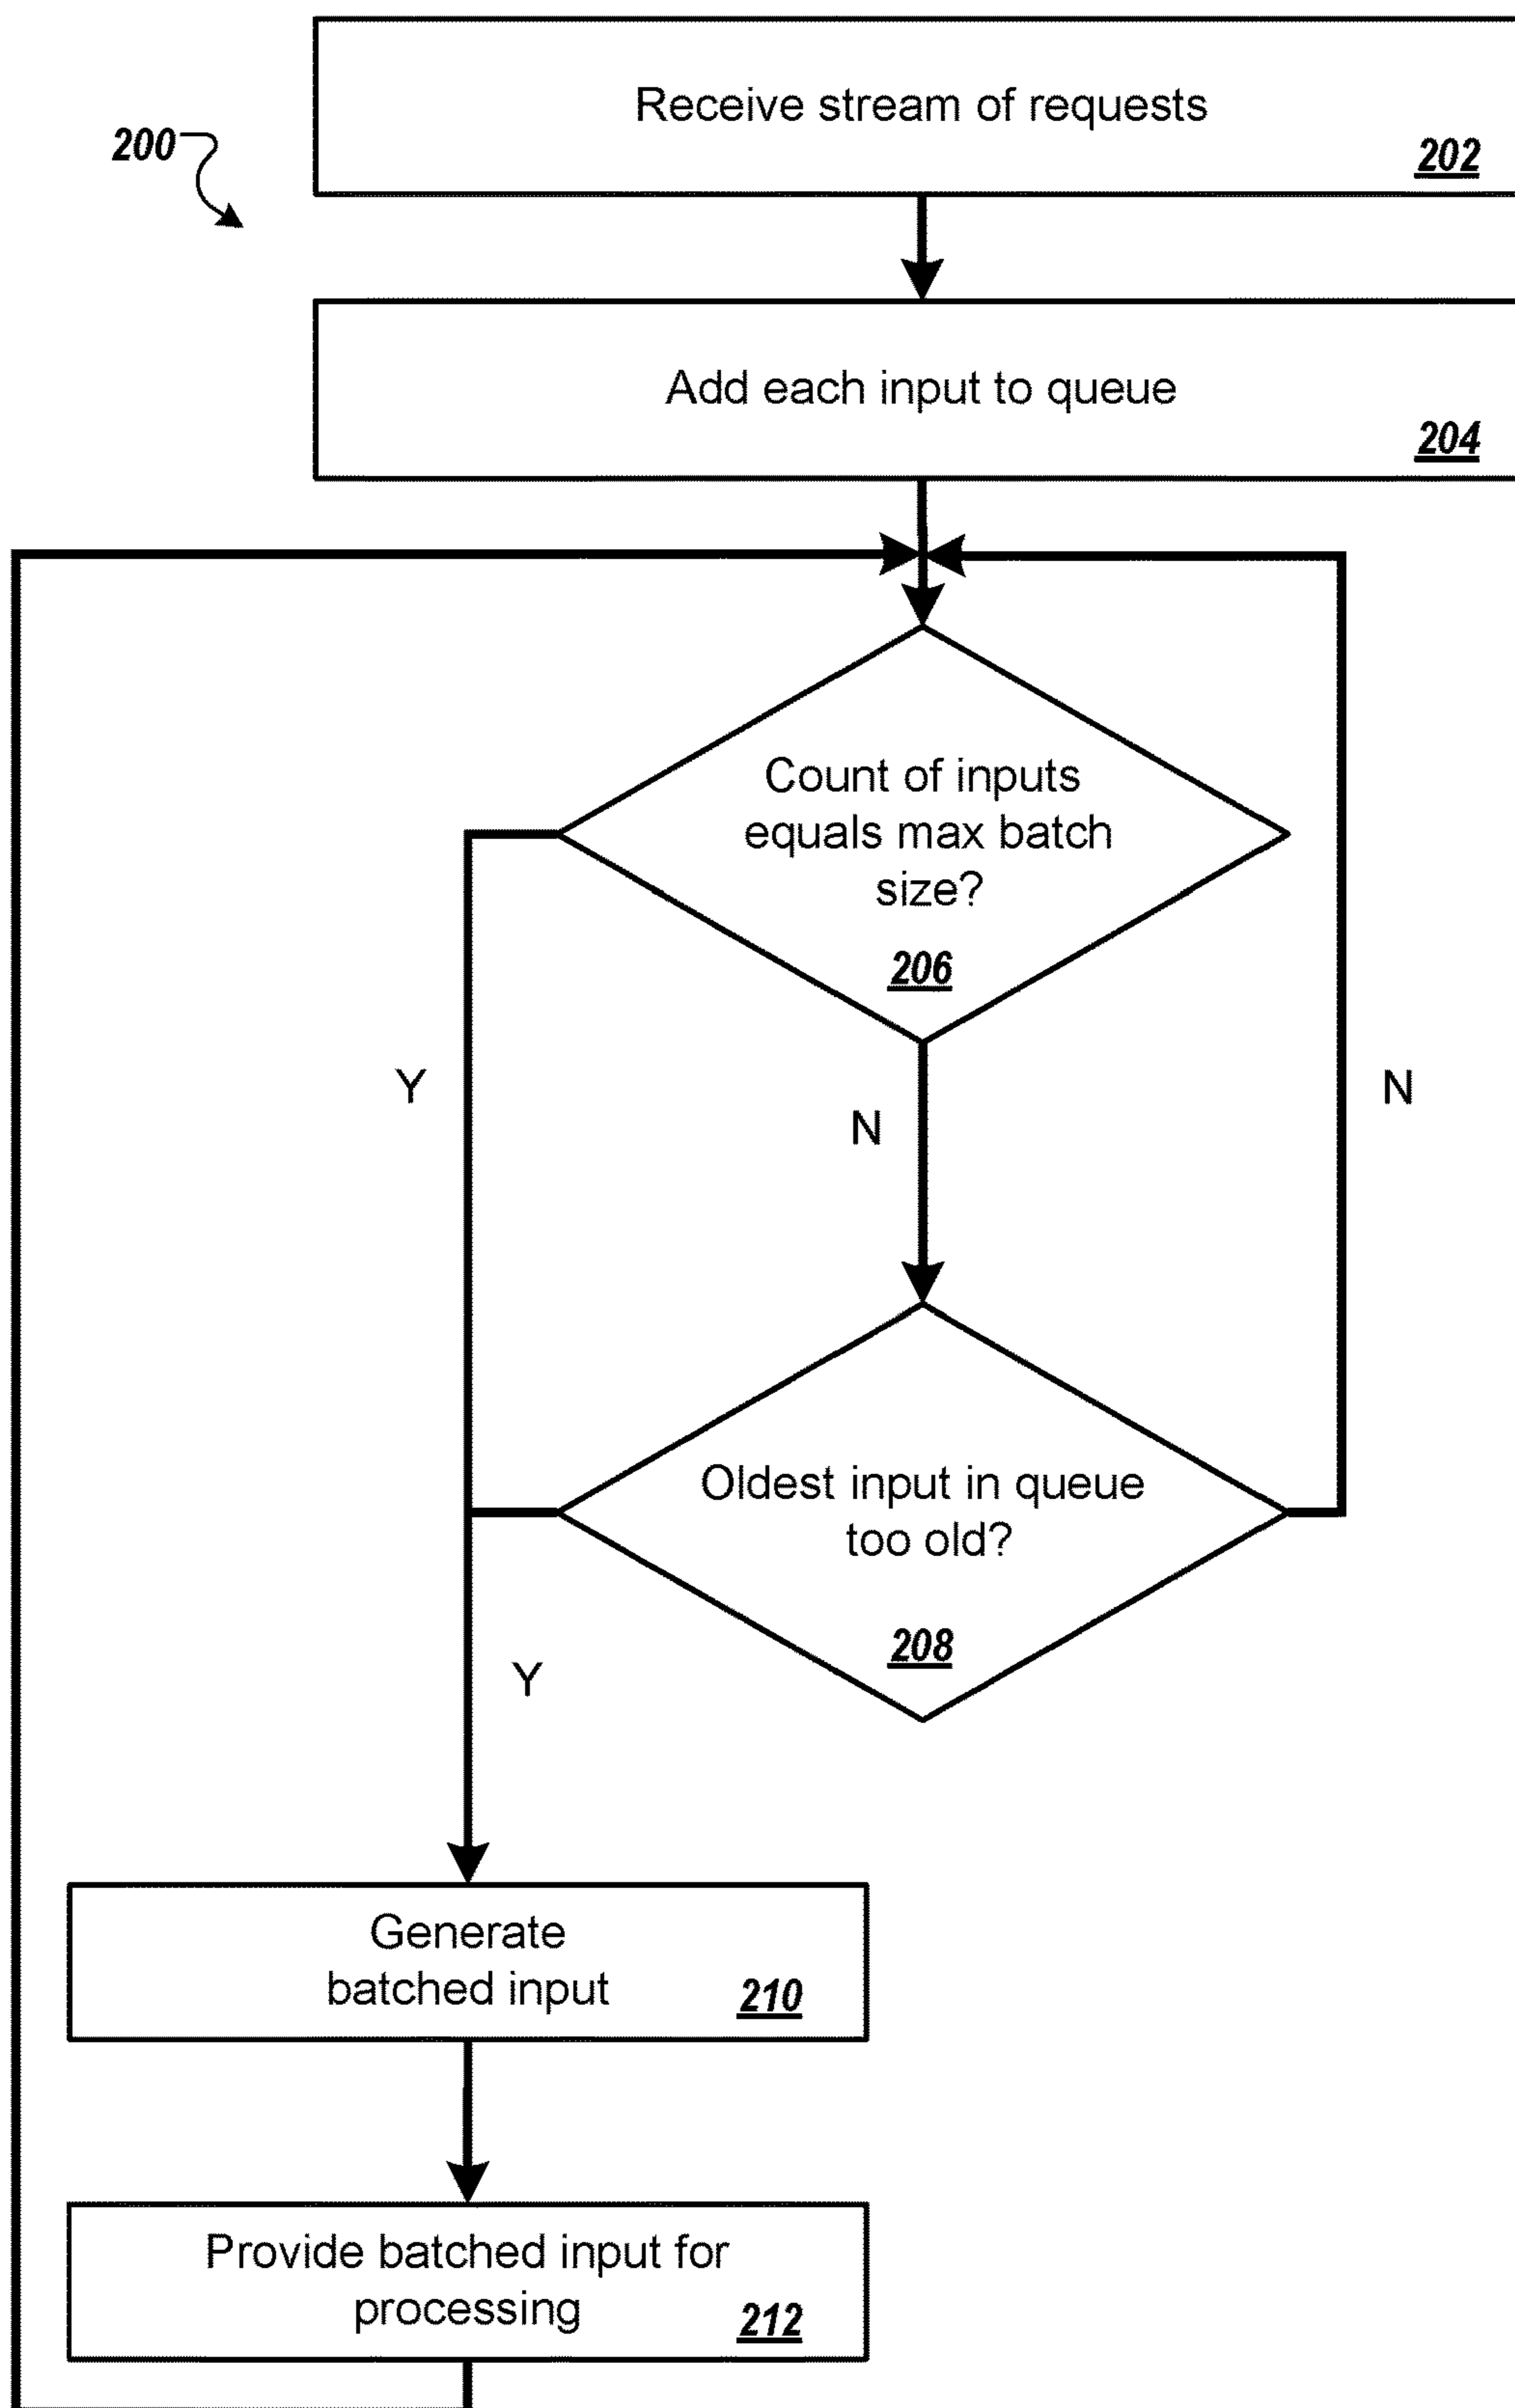 Receive stream of requests
202
200
Add each input to queue
204
Count of inputs
equals max batch
size?
206
Y
N
N
Oldest input in queue
too old?
208
Y
Generate
batched input
210
Provide batched input for
processing
212